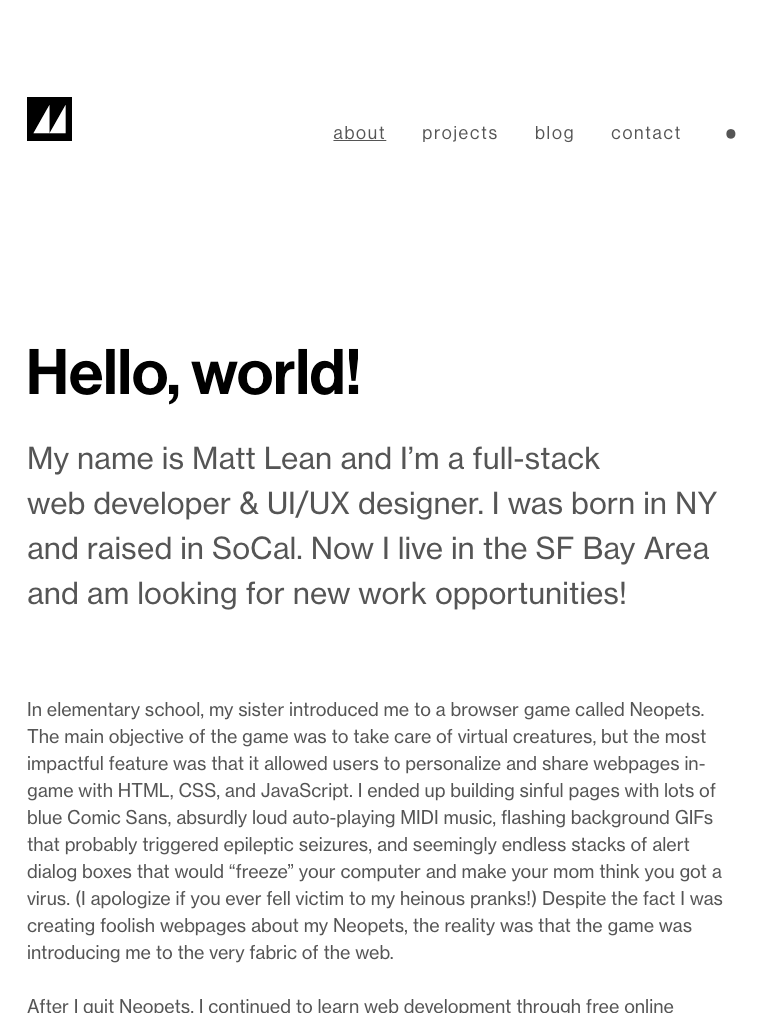 about projects blog contact
Hello, world!
My name is Matt Lean and I’m a full-stack
web developer & UI/UX designer. I was born in NY
and raised in SoCal. Now I live in the SF Bay Area
and am looking for new work opportunities!
In elementary school, my sister introduced me to a browser game called Neopets.
The main objective of the game was to take care of virtual creatures, but the most
impactful feature was that it allowed users to personalize and share webpages in-
game with HTML, CSS, and JavaScript. I ended up building sinful pages with lots of
blue Comic Sans, absurdly loud auto-playing MIDI music, flashing background GIFs
that probably triggered epileptic seizures, and seemingly endless stacks of alert
dialog boxes that would “freeze” your computer and make your mom think you got a
virus. (I apologize if you ever fell victim to my heinous pranks!) Despite the fact I was
creating foolish webpages about my Neopets, the reality was that the game was
introducing me to the very fabric of the web.
After I quit Neopets, I continued to learn web development through free online